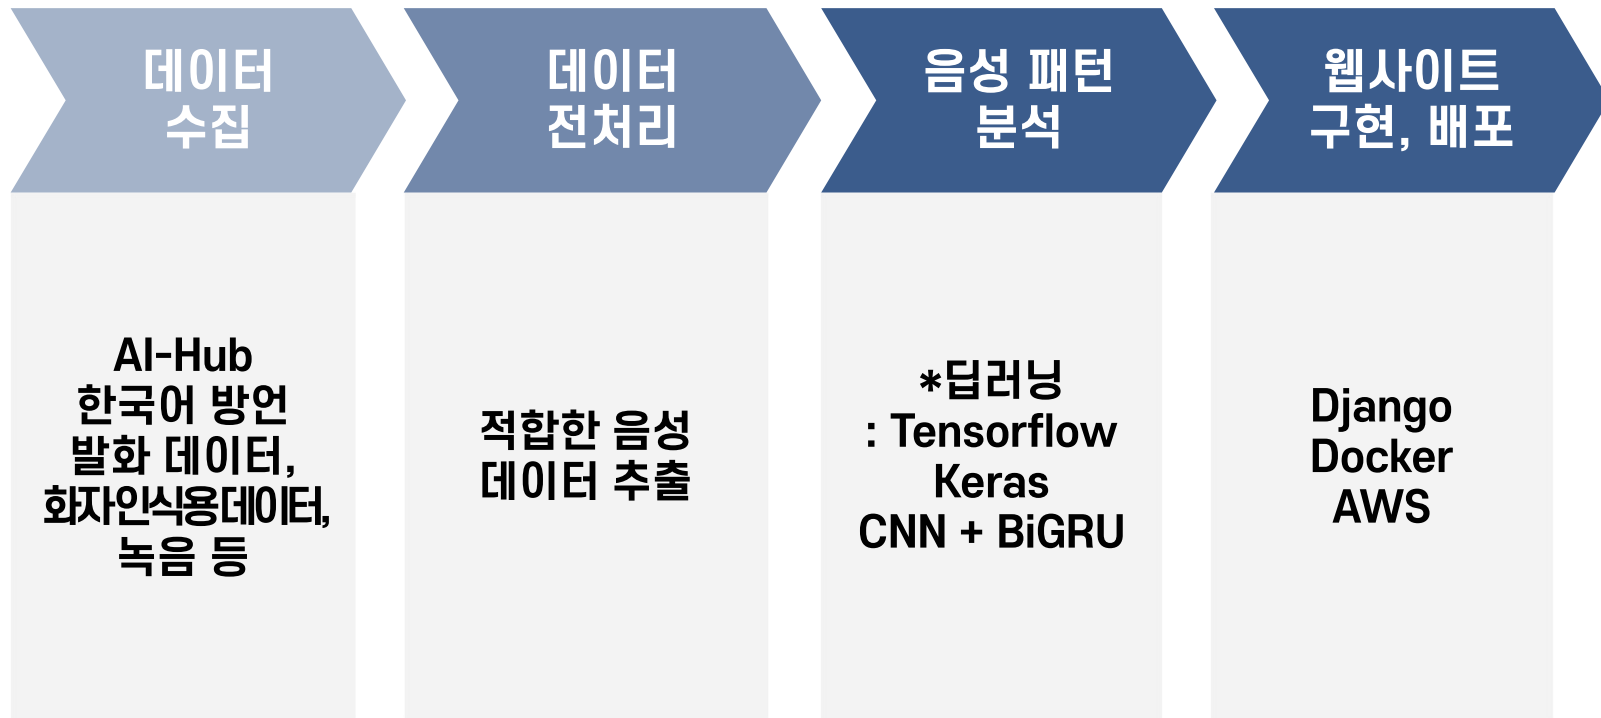 데이터
수집
데이터
전처리
음성 패턴
분석
웹사이트
구현, 배포
AI-Hub
한국어 방언
발화 데이터,
화자인식용데이터,
녹음 등
적합한 음성
데이터 추출
*딥러닝
: Tensorflow
Keras
CNN + BiGRU
Django
Docker
AWS